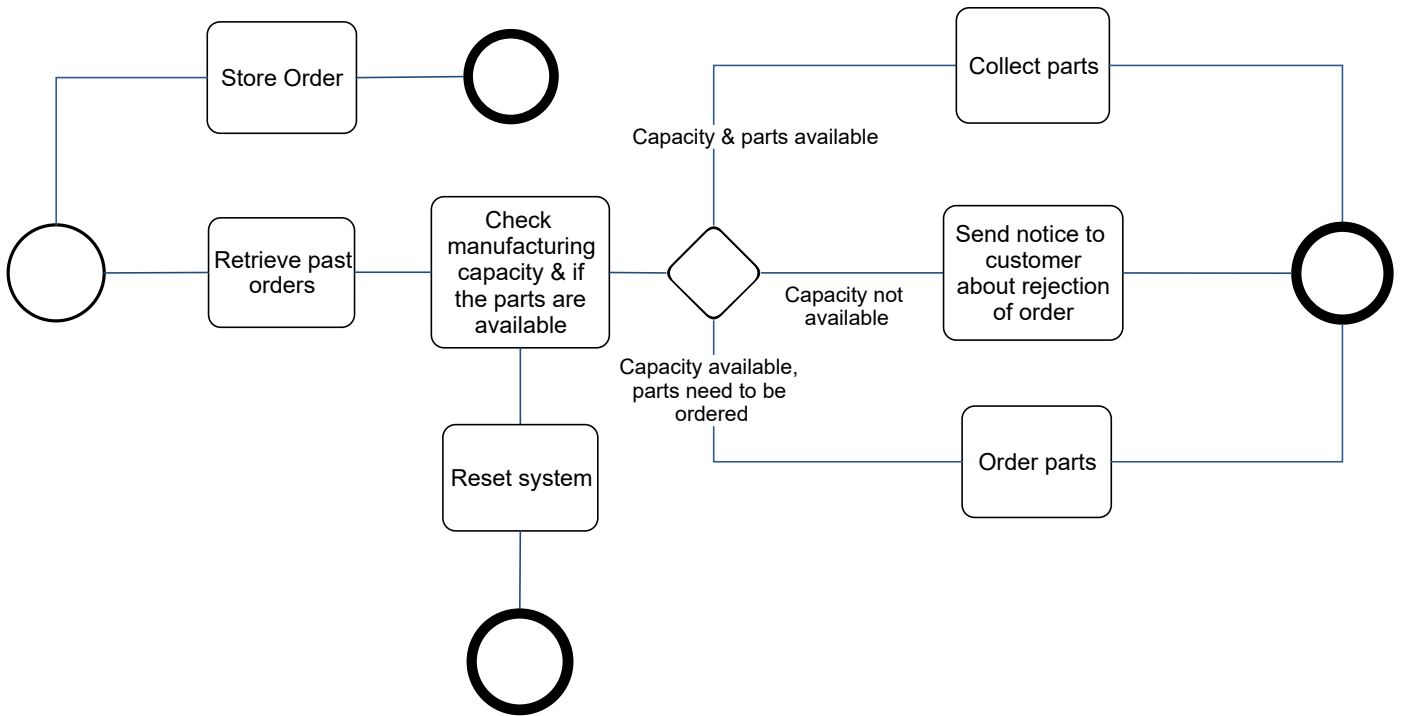 Store Order
Collect parts
Capacity & parts available
Retrieve past
orders
Check
manufacturing
capacity & if
the parts are
available
Send notice to
customer
about rejection
of order
Capacity not
available
Capacity available,
parts need to be
ordered
Reset system
Order parts